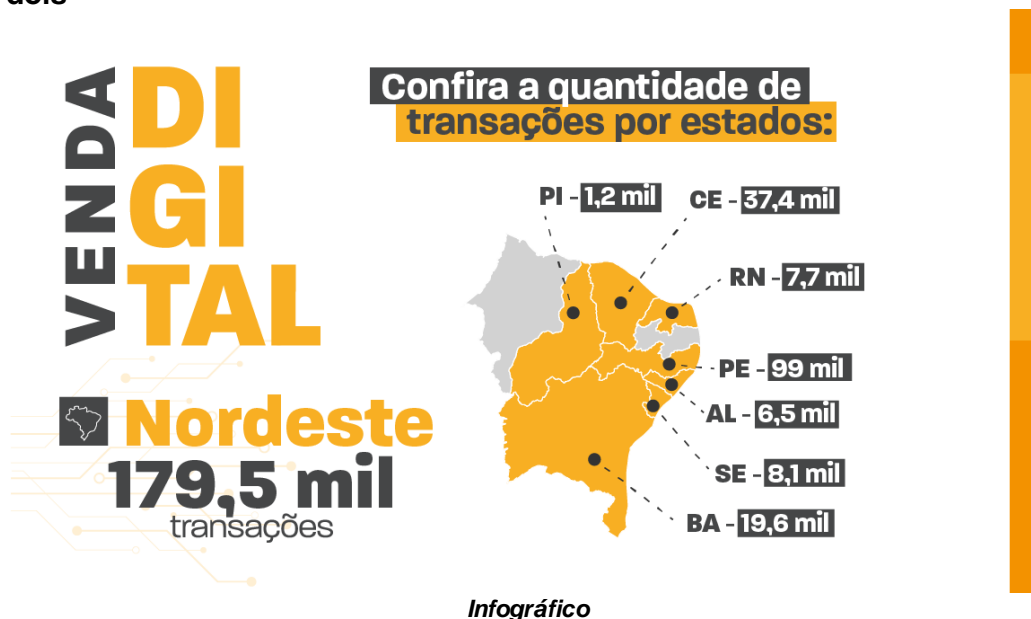 dois
VENDA
DI
GI
TAL
Nordeste
179,5 mil
transações
Confira a quantidade de
transações por estados:
PI - 1,2 mil
CE - 37,4 mil
RN - 7,7 mil
PE - 99 mil
AL - 6,5 mil
SE - 8,1 mil
BA - 19,6 mil
Infográfico